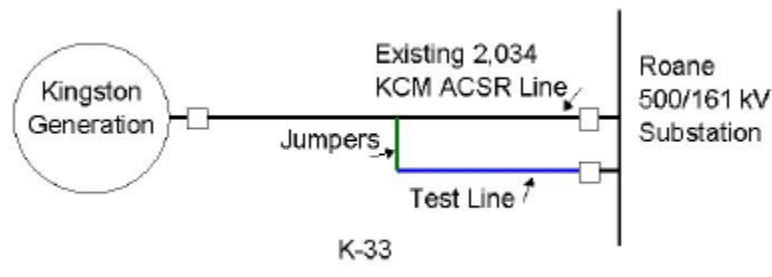 Kingston
Generation
Existing 2,034
KCM ACSR Line
Jumpers
Test Line
Roane
500/161 kV
Substation
K-33